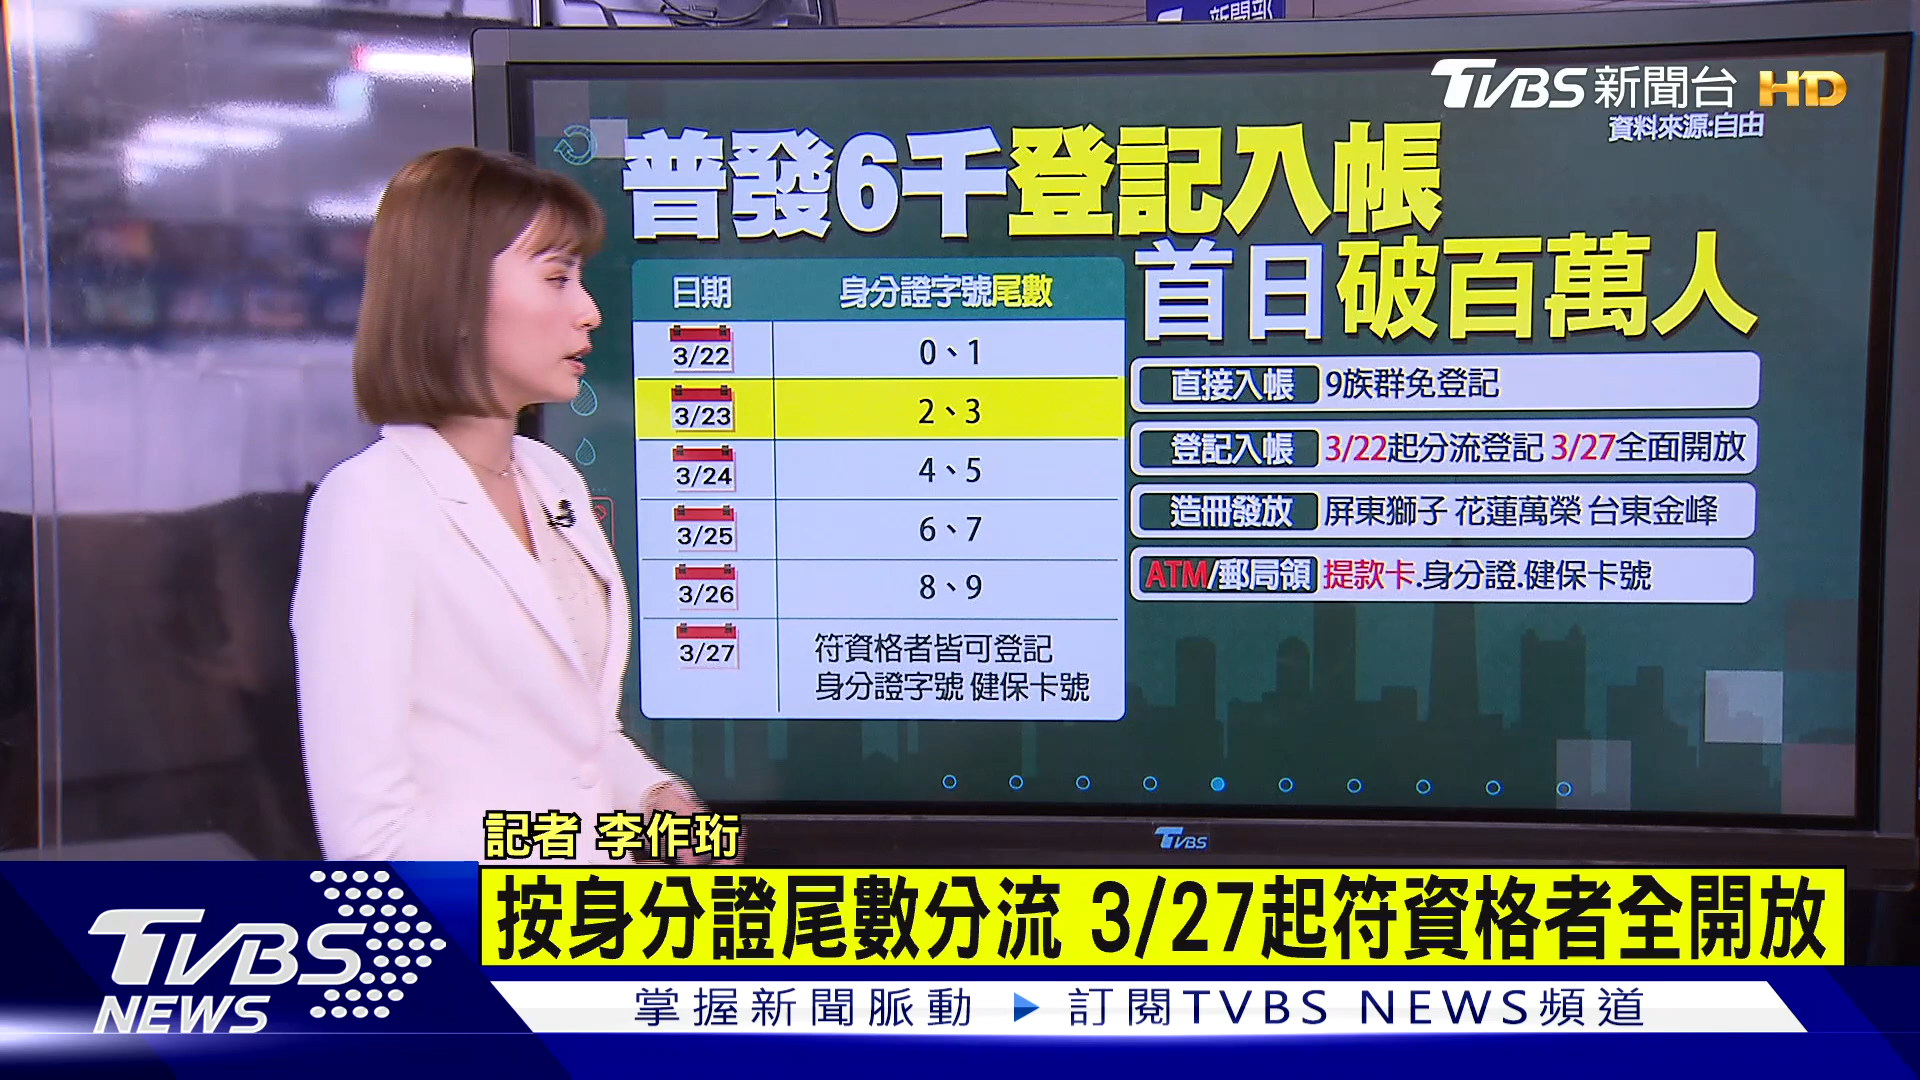 新聞部
TVBS新聞台 HD
資料來源:自由
普發6千登記入帳
首日破百萬人
日期 身分證字號尾數
3/22 0、1
3/23 2、3
3/24 4、5
3/25 6、7
3/26 8、9
3/27 符資格者皆可登記
身分證字號 健保卡號
直接入帳 9族群免登記
登記入帳 3/22起分流登記 3/27全面開放
造冊發放 屏東獅子 花蓮萬榮 台東金峰
ATM/郵局領 提款卡.身分證.健保卡號
TVBS
記者 李作珩
按身分證尾數分流 3/27起符資格者全開放
TVBS
NEWS
掌握新聞脈動 ▶ 訂閱TVBS NEWS頻道